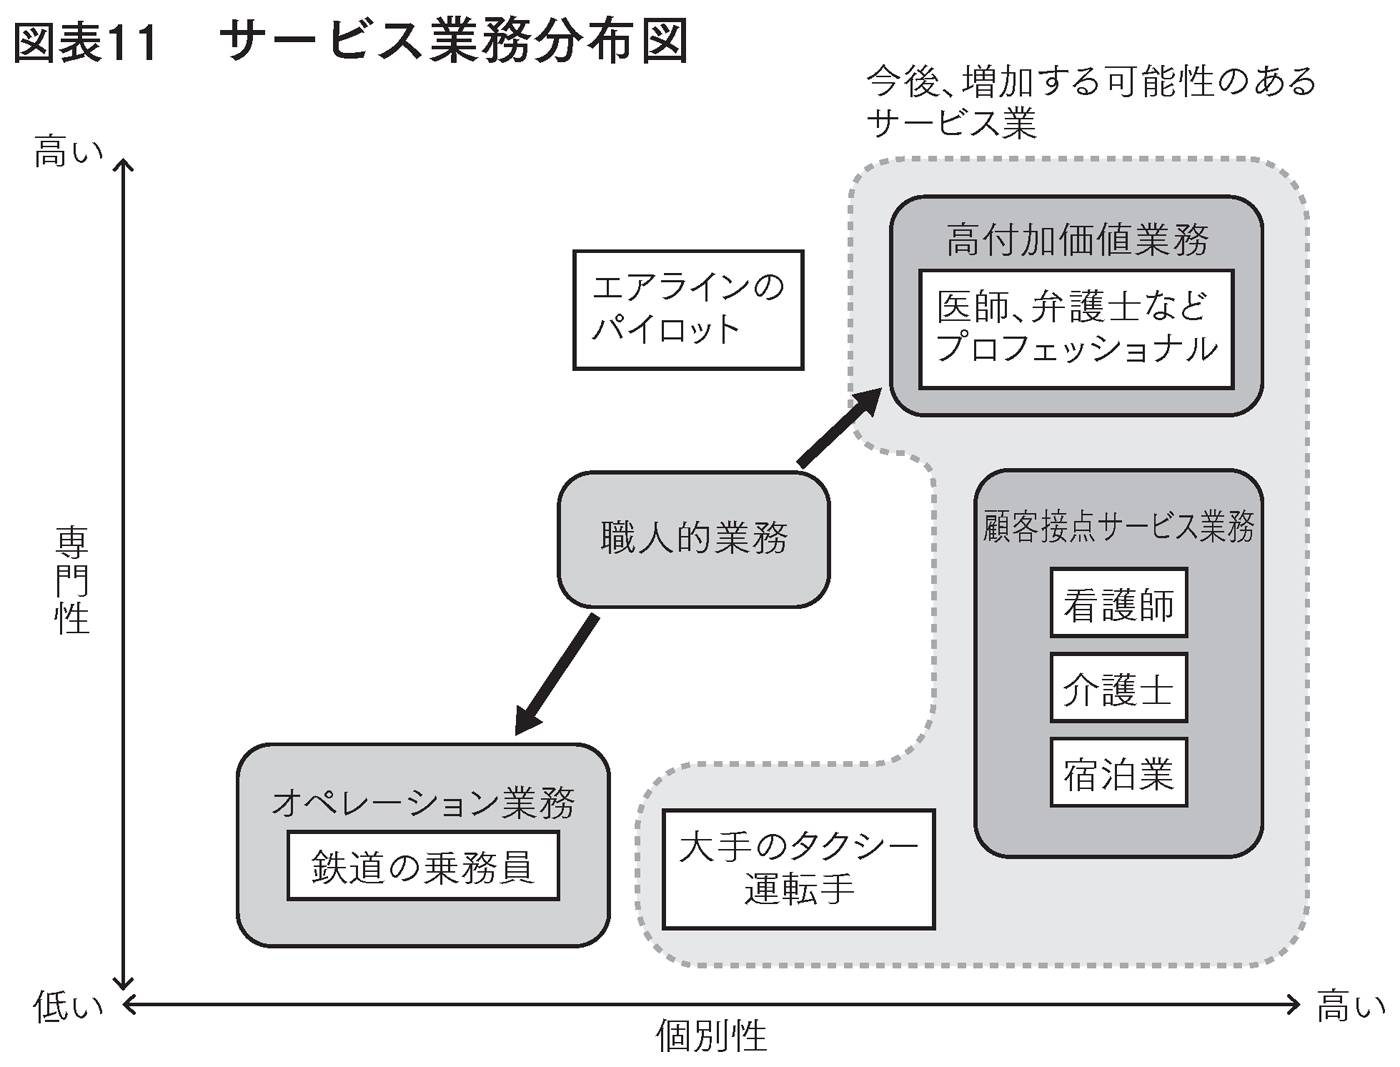 図表11　サービス業務分布図
今後、増加する可能性のある
サービス業
高い
高付加価値業務
エアラインの
パイロット
医師、弁護士など
プロフェッショナル
職人的業務
顧客接点サービス業務
専門性
看護師
介護士
宿泊業
オペレーション業務
鉄道の乗務員
大手のタクシー
運転手
低い
高い
個別性